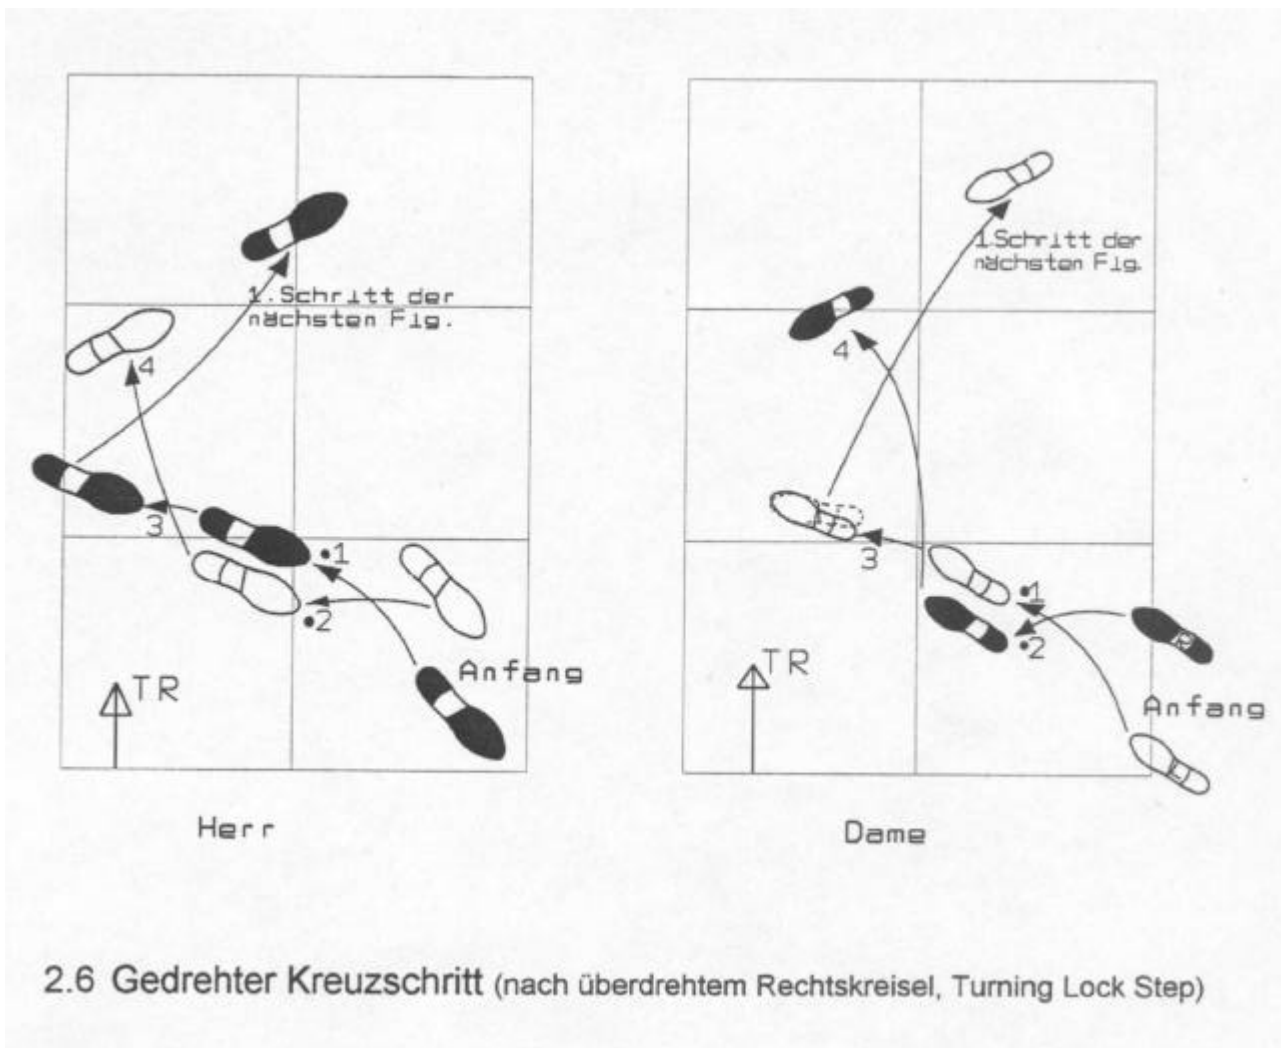 1.Schritt der
nächsten Fig.
4
3
1
2
Anfang
TR
Herr
1.Schritt der
nächsten Fig.
4
3
1
2
R
TR
Anfang
Dame
2.6 Gedrehter Kreuzschritt (nach überdrehtem Rechtskreisel, Turning Lock Step)